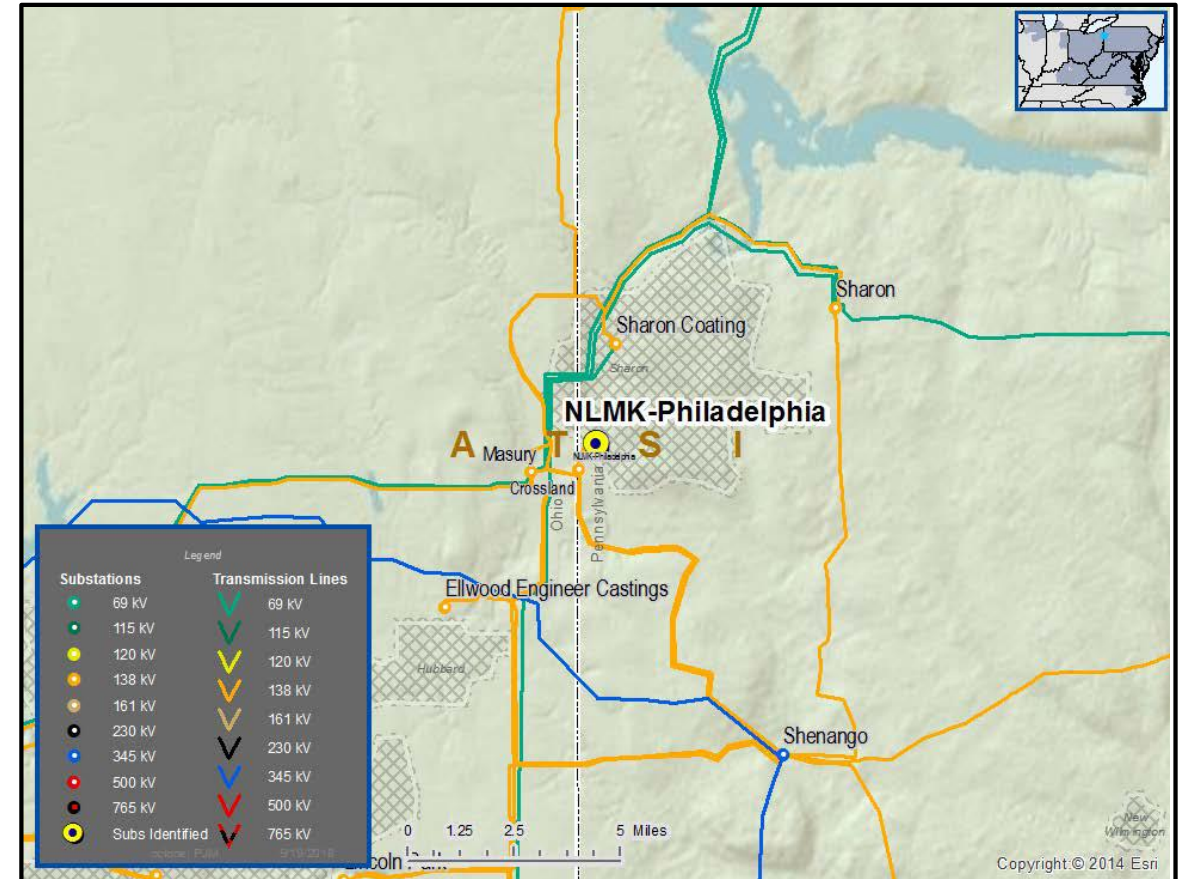 Sharon
Sharon Coating
Sharon
NLMK-Philadelphia
A T S I
Masury
NLMK-Philadelphia
Crossland
Ohio
Pennsylvania
Ellwood Engineer Castings
Hubbard
Shenango
New
Wilmington
Legend
Substations
Transmission Lines
69 kV
69 kV
115 kV
115 kV
120 kV
120 kV
138 kV
138 kV
161 kV
161 kV
230 kV
230 kV
345 kV
345 kV
500 kV
500 kV
765 kV
765 kV
Subs Identified
0 1.25 2.5 5 Miles
Copyright:© 2014 Esri